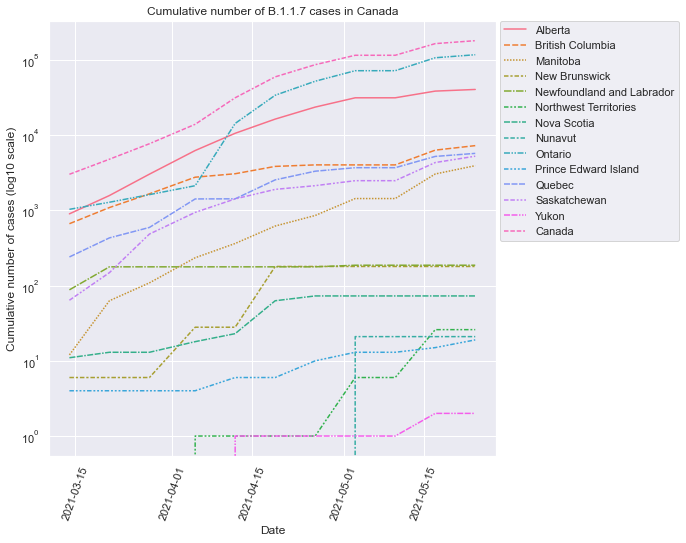 Cumulative number of B.1.1.7 cases in Canada
Cumulative number of cases (log10 scale)
10^5
10^4
10^3
10^2
10^1
10^0
2021-03-15
2021-04-01
2021-04-15
2021-05-01
2021-05-15
Date
Alberta
British Columbia
Manitoba
New Brunswick
Newfoundland and Labrador
Northwest Territories
Nova Scotia
Nunavut
Ontario
Prince Edward Island
Quebec
Saskatchewan
Yukon
Canada